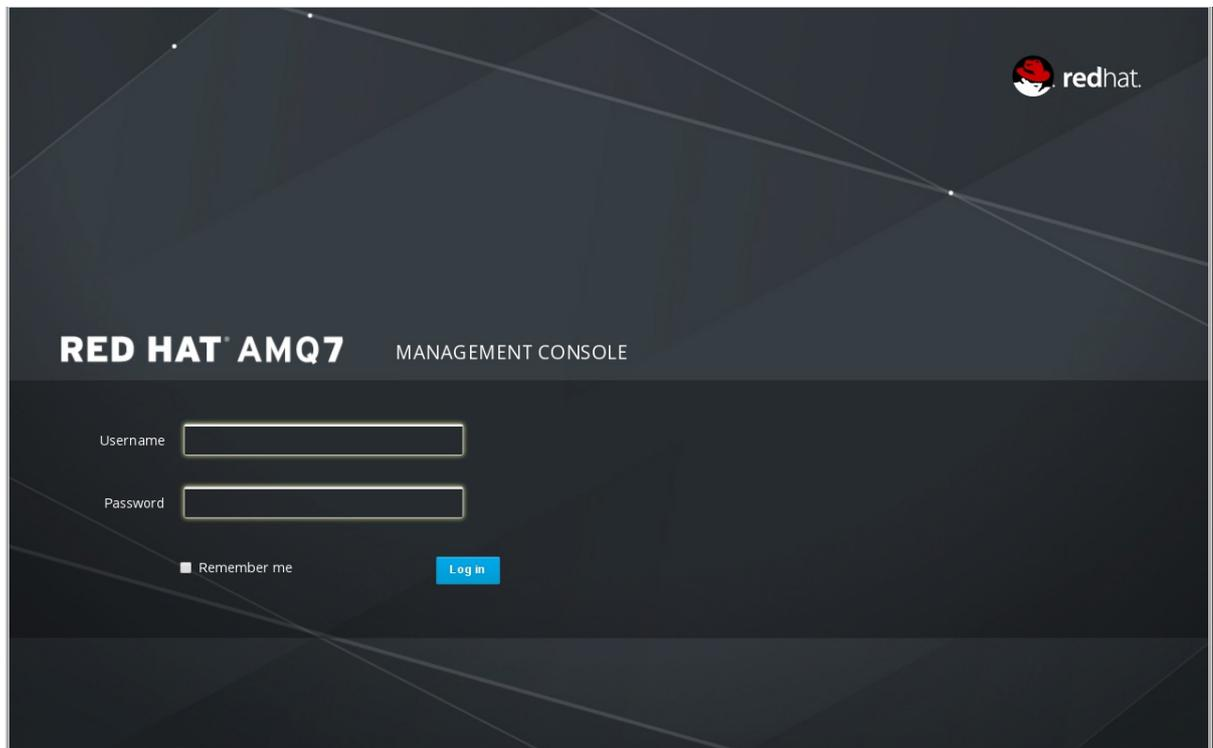 redhat.
RED HAT® AMQ7 MANAGEMENT CONSOLE
Username
Password
Remember me
Log in